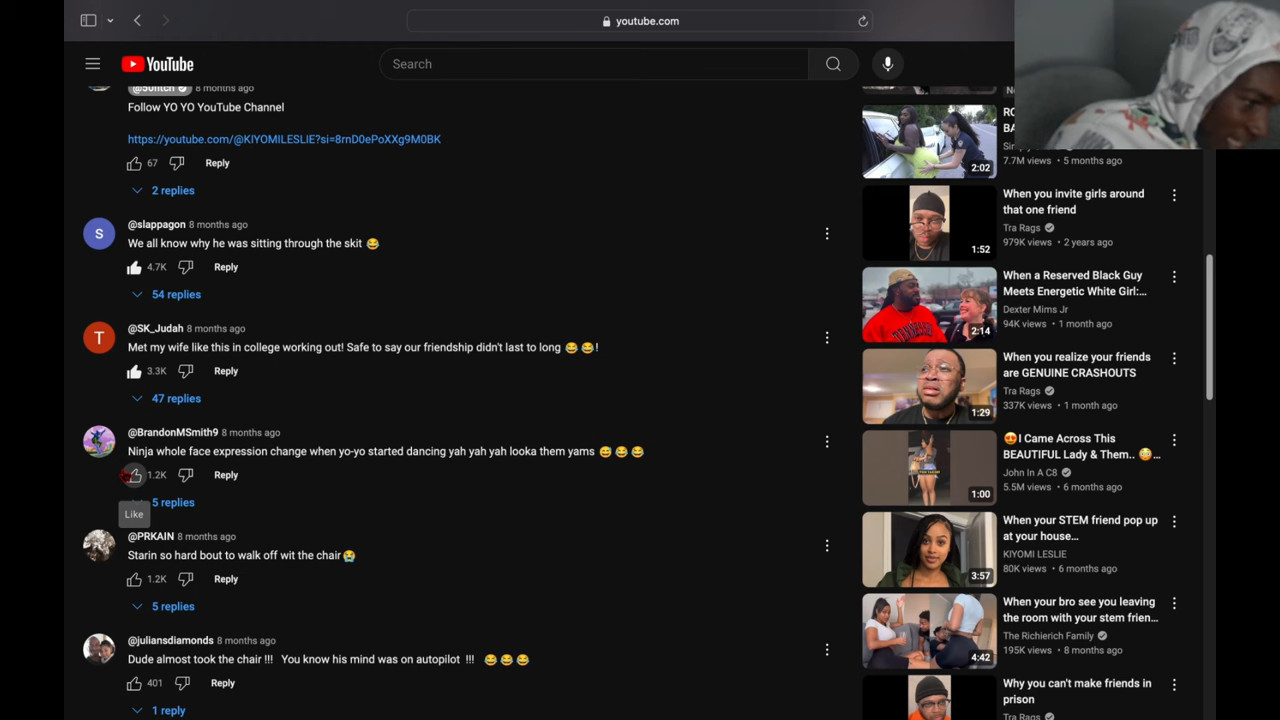 youtube.com
YouTube
Search
@50fitch 8 months ago
Follow YO YO YouTube Channel
https://youtube.com/@KIYOMILESLIE?si=8rnD0ePoXXg9M0BK
67 Reply
2 replies
S
@slappagon 8 months ago
We all know why he was sitting through the skit 😂
4.7K Reply
54 replies
T
@SK_Judah 8 months ago
Met my wife like this in college working out! Safe to say our friendship didn't last to long 😂😂!
3.3K Reply
47 replies
@BrandonMSmith9 8 months ago
Ninja whole face expression change when yo-yo started dancing yah yah yah looka them yams 😅😂😂
1.2K Reply
5 replies
Like
@PRKAIN 8 months ago
Starin so hard bout to walk off wit the chair😭
1.2K Reply
5 replies
@juliansdiamonds 8 months ago
Dude almost took the chair !!! You know his mind was on autopilot !!! 😂😂😂
401 Reply
1 reply
2:02
7.7M views • 5 months ago
When you invite girls around
that one friend
Tra Rags
979K views • 2 years ago
1:52
When a Reserved Black Guy
Meets Energetic White Girl:...
Dexter Mims Jr
94K views • 1 month ago
TENNESSEE
2:14
When you realize your friends
are GENUINE CRASHOUTS
Tra Rags
337K views • 1 month ago
1:29
😍I Came Across This
BEAUTIFUL Lady & Them.. 😳...
John In A C8
5.5M views • 6 months ago
1:00
When your STEM friend pop up
at your house...
KIYOMI LESLIE
80K views • 6 months ago
3:57
When your bro see you leaving
the room with your stem frien...
The Richierich Family
195K views • 8 months ago
4:42
Why you can't make friends in
prison
Tra Rags